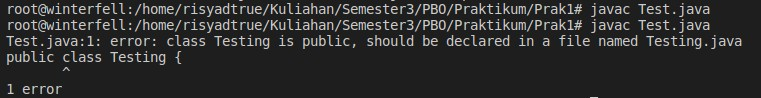 root@winterfell:/home/risyadtrue/Kuliahan/Semester3/PBO/Praktikum/Prak1# javac Test.java
root@winterfell:/home/risyadtrue/Kuliahan/Semester3/PBO/Praktikum/Prak1# javac Test.java
Test.java:1: error: class Testing is public, should be declared in a file named Testing.java
public class Testing {
       ^
1 error